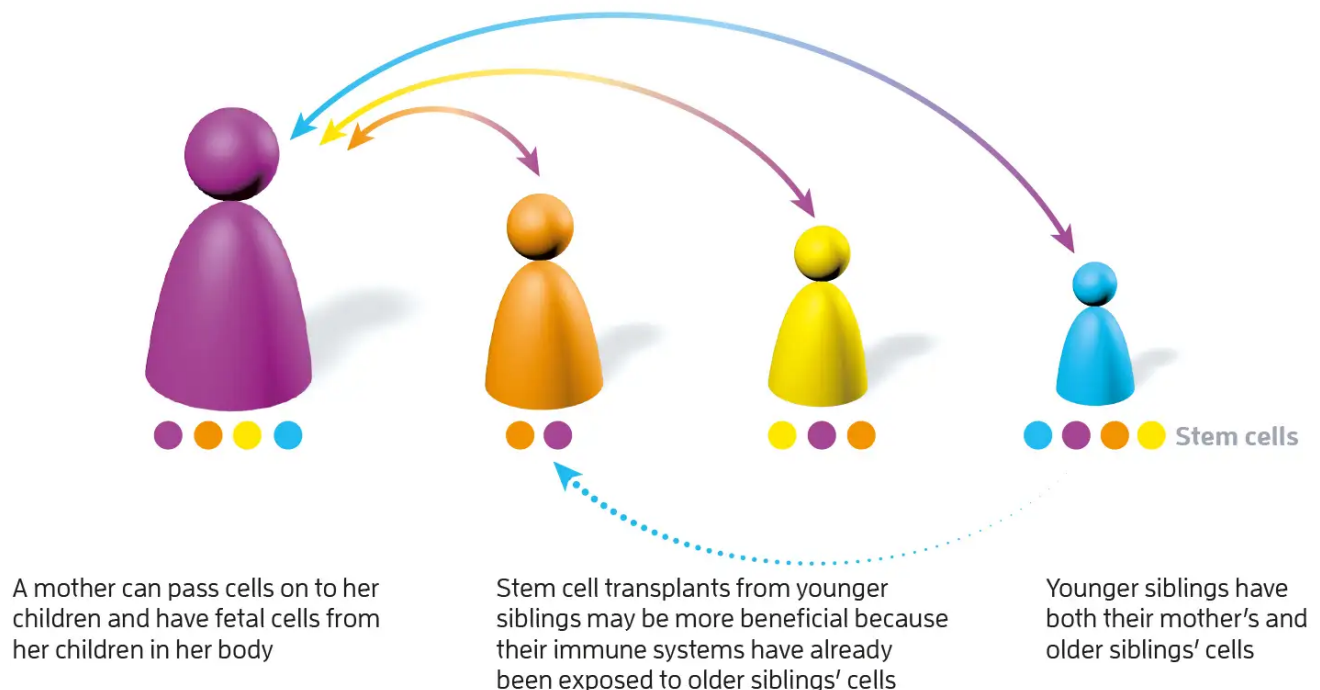 Stem cells
A mother can pass cells on to her
children and have fetal cells from
her children in her body
Stem cell transplants from younger
siblings may be more beneficial because
their immune systems have already
been exposed to older siblings’ cells
Younger siblings have
both their mother’s and
older siblings’ cells